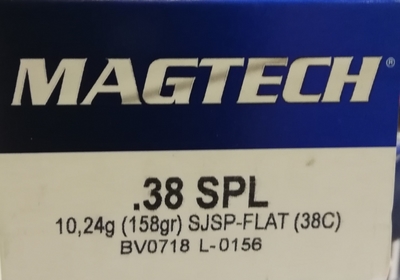 MAGTECH®
.38 SPL
10,24g (158gr) SJSP-FLAT (38C)
BV0718 L-0156